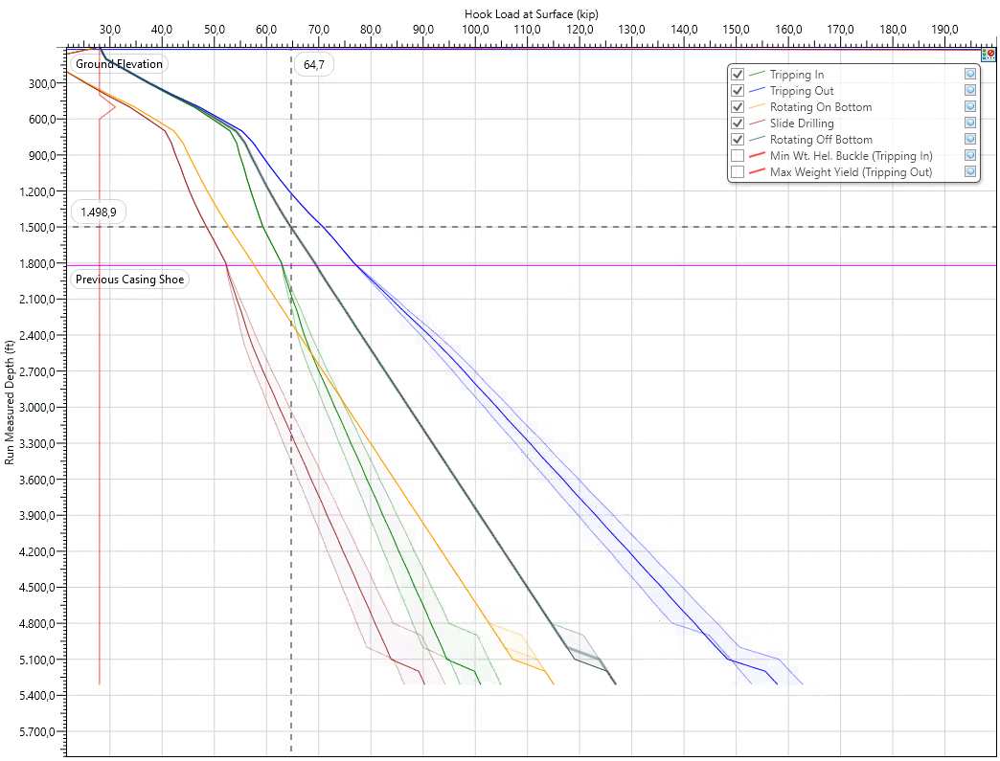 Hook Load at Surface (kip)
30,0 40,0 50,0 60,0 70,0 80,0 90,0 100,0 110,0 120,0 130,0 140,0 150,0 160,0 170,0 180,0 190,0
Ground Elevation
64,7
Tripping In
Tripping Out
Rotating On Bottom
Slide Drilling
Rotating Off Bottom
Min Wt. Hel. Buckle (Tripping In)
Max Weight Yield (Tripping Out)
300,0
600,0
900,0
1.200,0
1.498,9
1.500,0
1.800,0
Previous Casing Shoe
2.100,0
2.400,0
2.700,0
3.000,0
3.300,0
3.600,0
3.900,0
4.200,0
4.500,0
4.800,0
5.100,0
5.400,0
5.700,0
Run Measured Depth (ft)